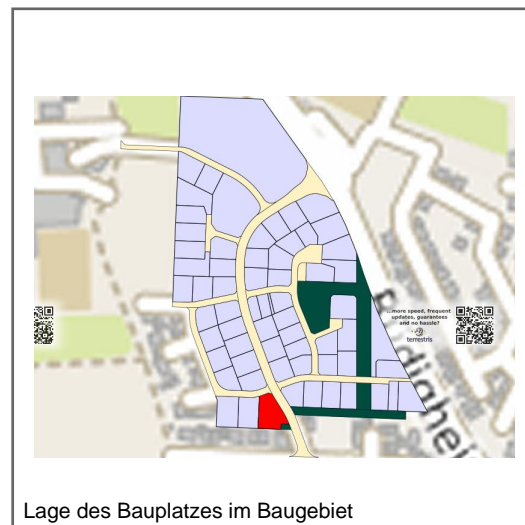 ...more speed, frequent
updates, guarantees
and no hassle?
terrestris
Lage des Bauplatzes im Baugebiet